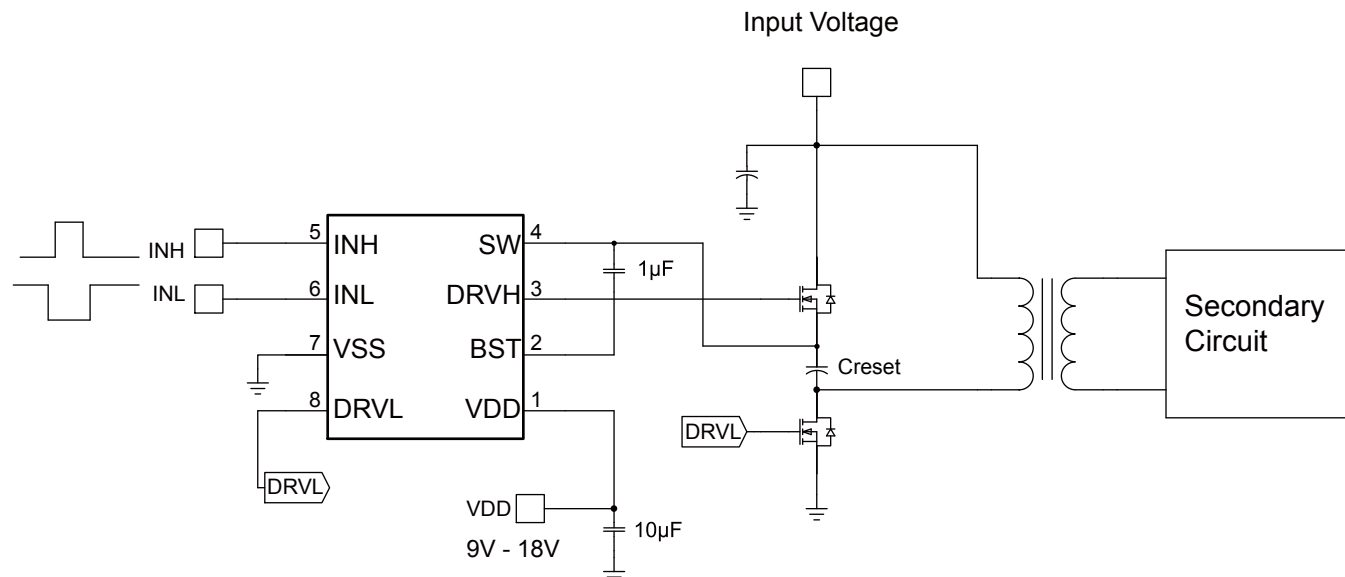 Input Voltage
INH
INL
5
6
7
8
INH
INL
VSS
DRVL
SW
DRVH
BST
VDD
4
3
2
1
1µF
Creset
DRVL
DRVL
VDD
9V - 18V
10µF
Secondary
Circuit